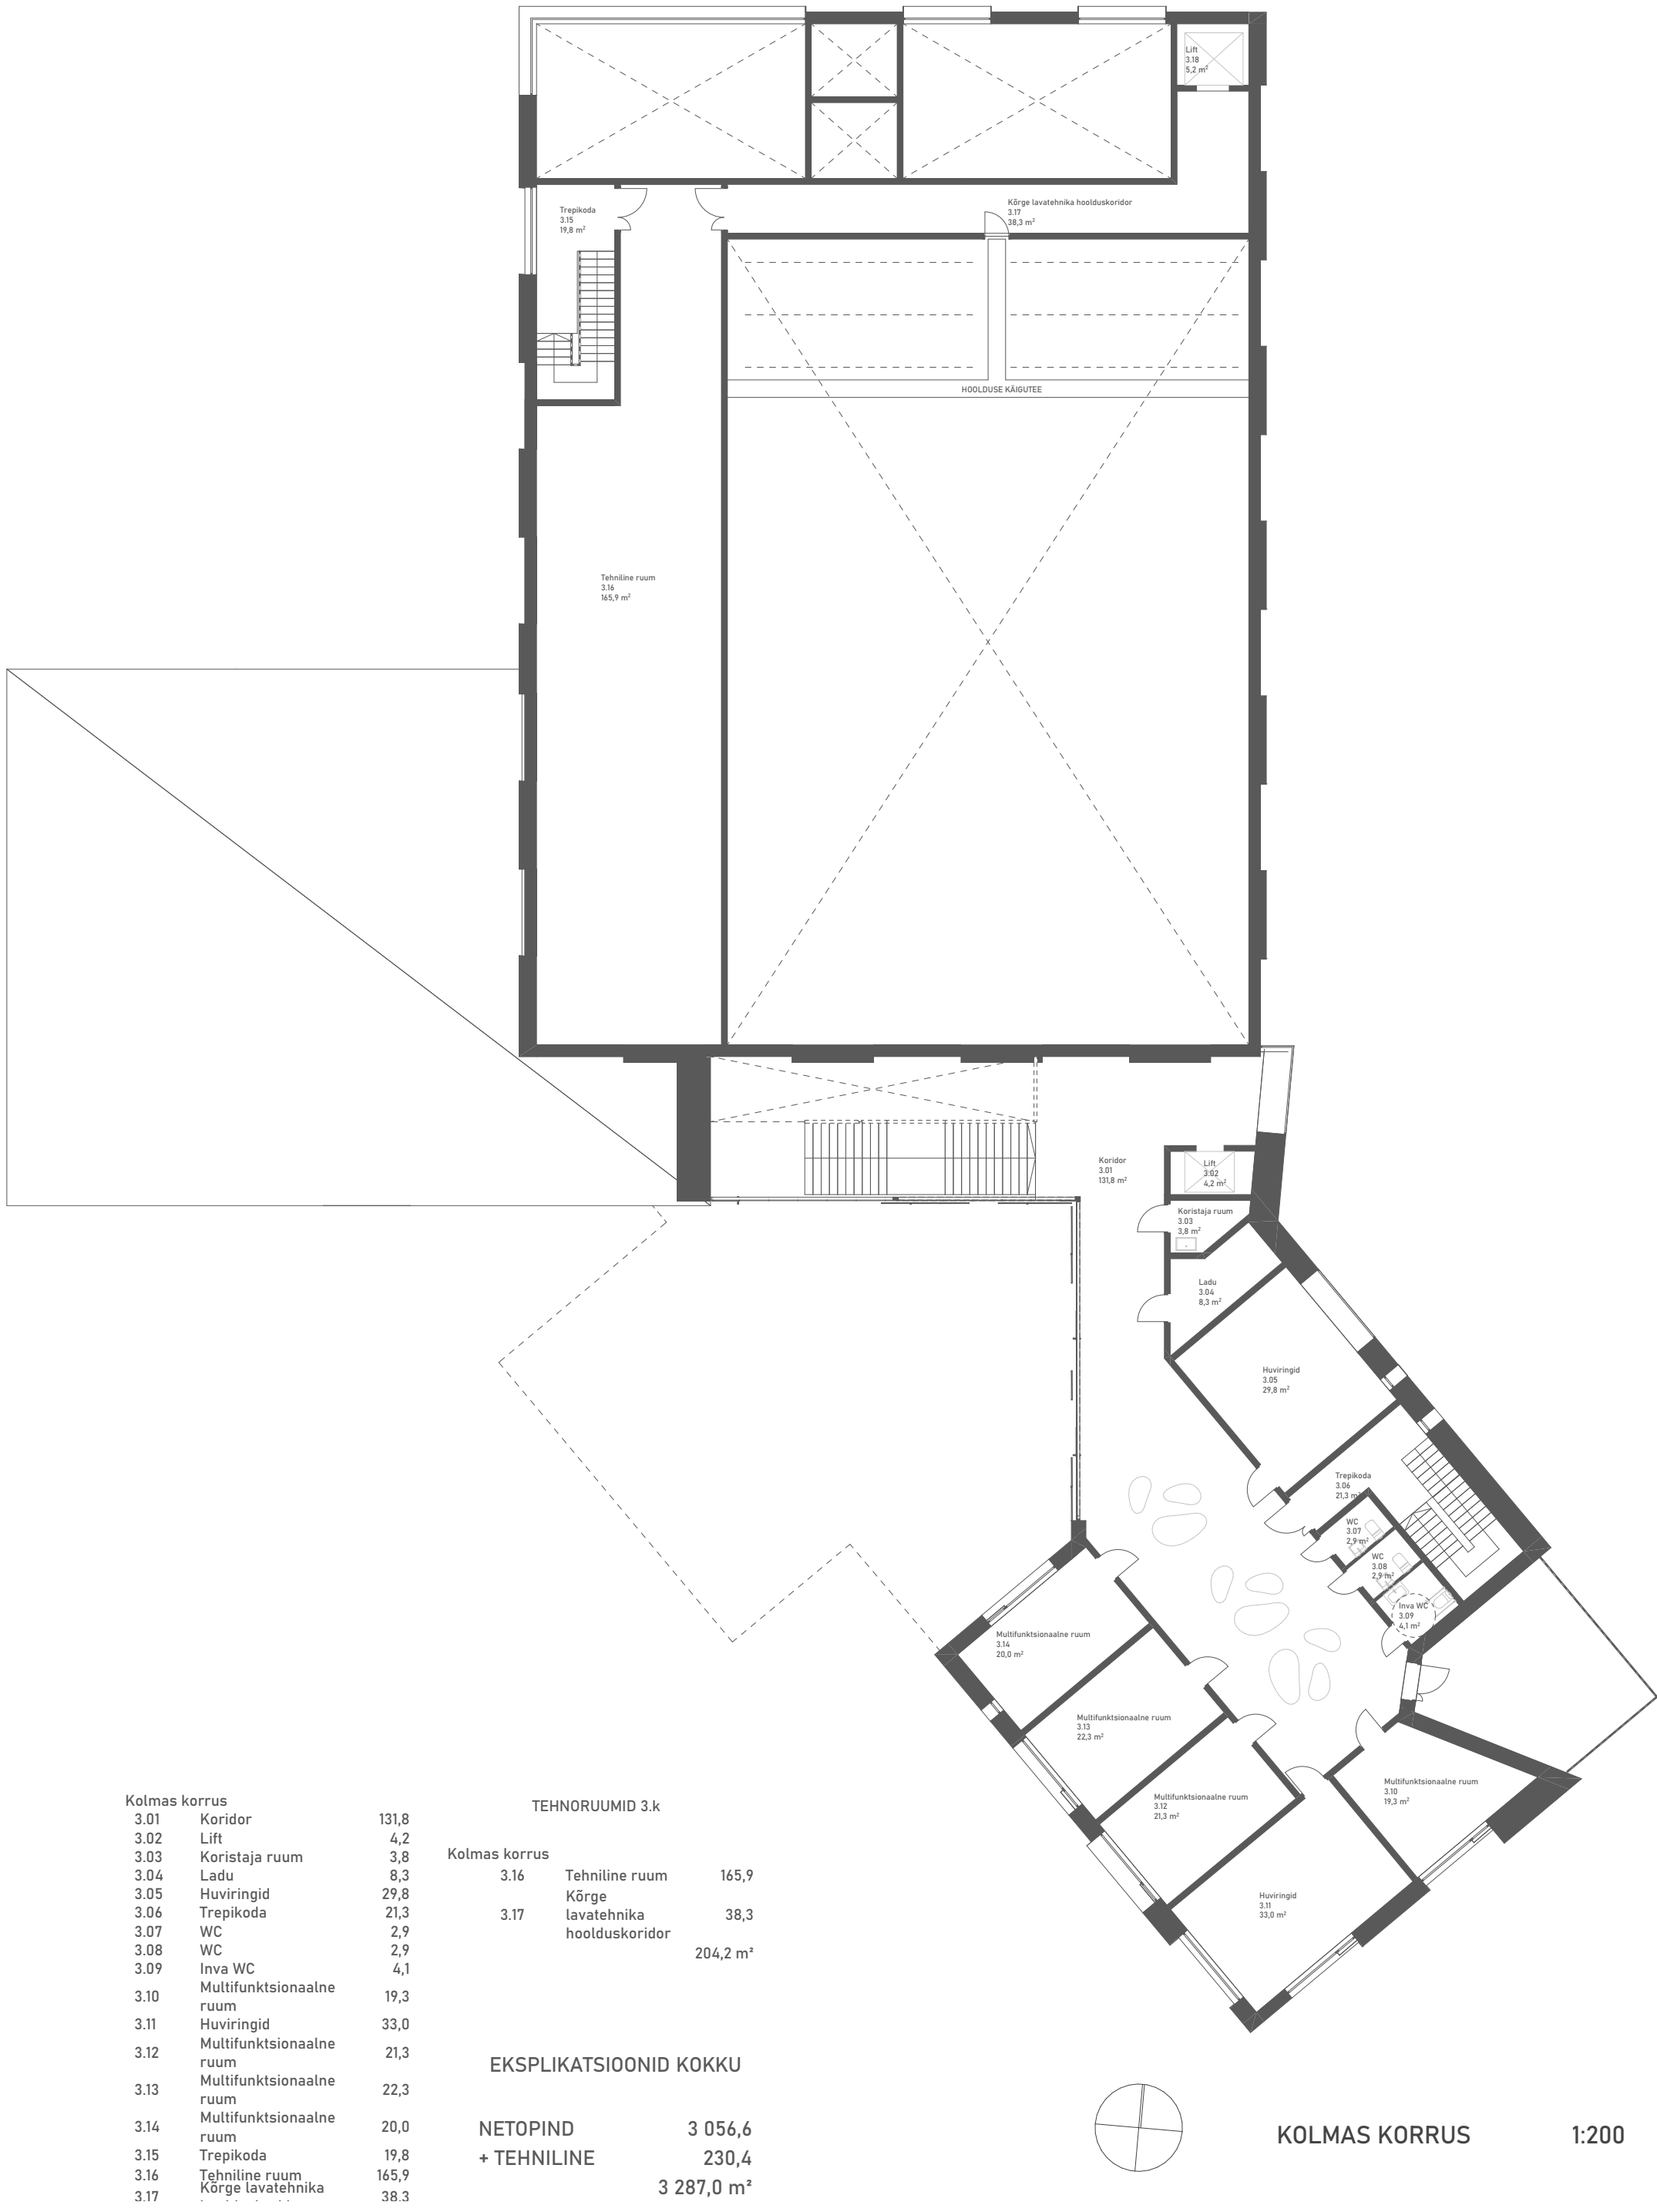 Lift
3.18
5,2 m²
Trepikoda
3.15
19,8 m²
Kõrge lavatehnika hoolduskoridor
3.17
38,3 m²
HOOLDUSE KÄIGUTEE
Tehniline ruum
3.16
165,9 m²
Koridor
3.01
131,8 m²
Lift
3.02
4,2 m²
Koristaja ruum
3.03
3,8 m²
Ladu
3.04
8,3 m²
Huviringid
3.05
29,8 m²
Trepikoda
3.06
21,3 m²
WC
3.07
2,9 m²
WC
3.08
2,9 m²
Inva WC
3.09
4,1 m²
Multifunktsionaalne ruum
3.14
20,0 m²
Multifunktsionaalne ruum
3.13
22,3 m²
Multifunktsionaalne ruum
3.12
21,3 m²
Multifunktsionaalne ruum
3.10
19,3 m²
Huviringid
3.11
33,0 m²
Kolmas korrus
3.01 Koridor 131,8
3.02 Lift 4,2
3.03 Koristaja ruum 3,8
3.04 Ladu 8,3
3.05 Huviringid 29,8
3.06 Trepikoda 21,3
3.07 WC 2,9
3.08 WC 2,9
3.09 Inva WC 4,1
3.10 Multifunktsionaalne 19,3
ruum
3.11 Huviringid 33,0
3.12 Multifunktsionaalne 21,3
ruum
3.13 Multifunktsionaalne 22,3
ruum
3.14 Multifunktsionaalne 20,0
ruum
3.15 Trepikoda 19,8
3.16 Tehniline ruum 165,9
3.17 Kõrge lavatehnika 38,3
TEHNORUUMID 3.k
Kolmas korrus
3.16 Tehniline ruum 165,9
Kõrge
3.17 lavatehnika 38,3
hoolduskoridor
204,2 m²
EKSPLIKATSIOONID KOKKU
NETOPIND 3 056,6
+ TEHNILINE 230,4
3 287,0 m²
KOLMAS KORRUS 1:200